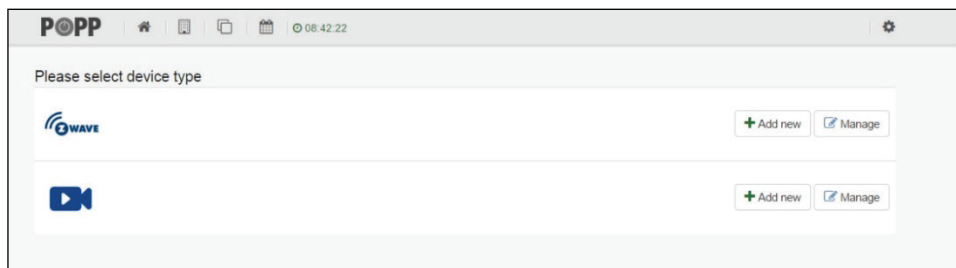 POPP 08:42:22
Please select device type
Z WAVE Add new Manage
Add new Manage